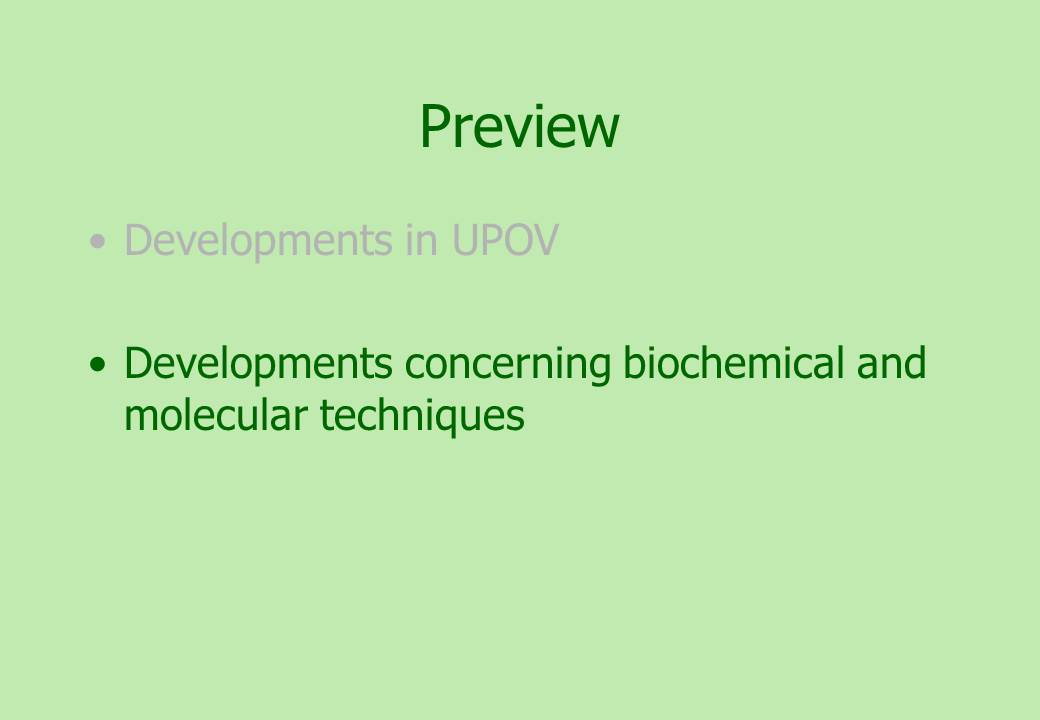 Preview
• Developments in UPOV
• Developments concerning biochemical and
molecular techniques